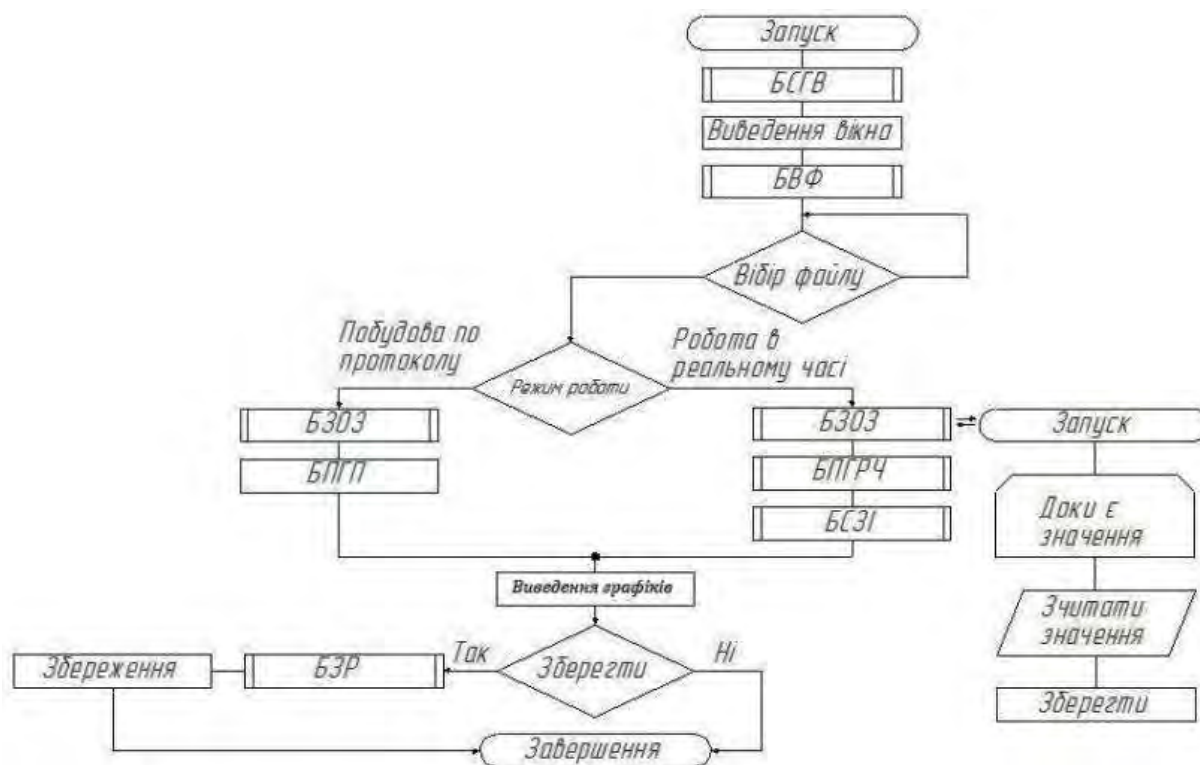 Запуск
БСГВ
Виведення вікна
БВФ
Вібір файлу
Побудова по
протоколу
Робота в
реальному часі
Режим роботи
БЗОЗ
БПГП
БЗОЗ
БПГРЧ
БСЗІ
Запуск
Доки є
значення
Зчитати
значення
Зберегти
Виведення графіків
Зберегти
Так
Ні
БЗР
Збереження
Завершення